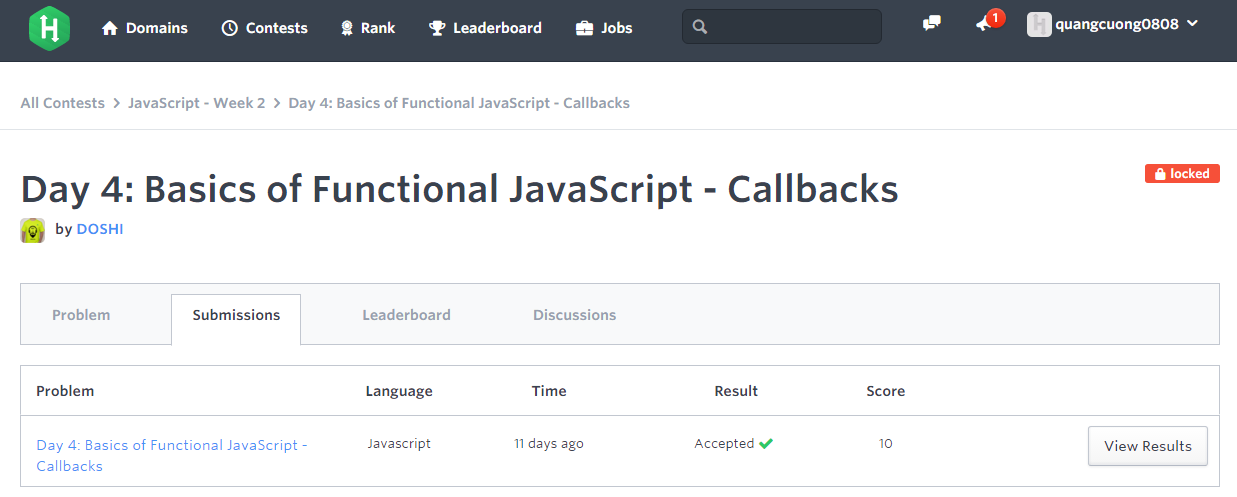 H Domains Contests Rank Leaderboard Jobs 1 H quangcuong0808
All Contests > JavaScript - Week 2 > Day 4: Basics of Functional JavaScript - Callbacks
Day 4: Basics of Functional JavaScript - Callbacks locked
by DOSHI
Problem Submissions Leaderboard Discussions
Problem Language Time Result Score
Day 4: Basics of Functional JavaScript - Javascript 11 days ago Accepted 10 View Results
Callbacks